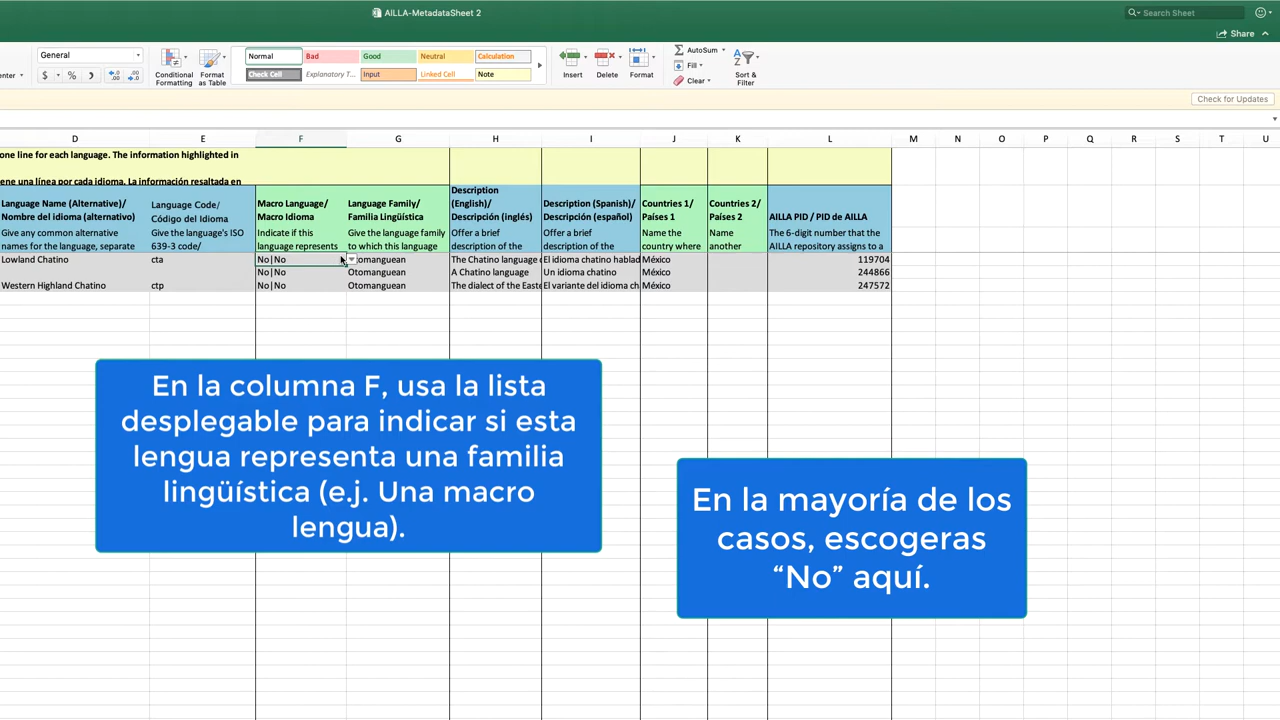 AILLA-MetadataSheet 2
Search Sheet
Share
General
Normal
Bad
Good
Neutral
Calculation
Check Cell
Explanatory T...
Input
Linked Cell
Note
Conditional
Formatting
Format
as Table
Insert
Delete
Format
AutoSum
Fill
Clear
Sort &
Filter
enter
$ % )
Check for Updates
D E F G H I J K L M N O P Q R S T U
one line for each language. The information highlighted in
ene una línea por cada idioma. La información resaltada en
Language Name (Alternative)/
Nombre del idioma (alternativo)
Give any common alternative
names for the language, separate
Language Code/
Código del Idioma
Give the language's ISO
639-3 code/
Macro Language/
Macro Idioma
Indicate if this
language represents
Language Family/
Familia Lingüística
Give the language family
to which this language
Description
(English)/
Descripción (inglés)
Offer a brief
description of the
Description (Spanish)/
Descripción (español)
Offer a brief
description of the
Countries 1/
Países 1
Name the
country where
Countries 2/
Países 2
Name
another
AILLA PID / PID de AILLA
The 6-digit number that the
AILLA repository assigns to a
Lowland Chatino cta No|No omanguean The Chatino language El idioma chatino hablad México 119704
No|No Otomanguean A Chatino language Un idioma chatino México 244866
Western Highland Chatino ctp No|No Otomanguean The dialect of the Easte El variante del idioma ch México 247572
En la columna F, usa la lista
desplegable para indicar si esta
lengua representa una familia
lingüística (e.j. Una macro
lengua).
En la mayoría de los
casos, escogeras
“No” aquí.